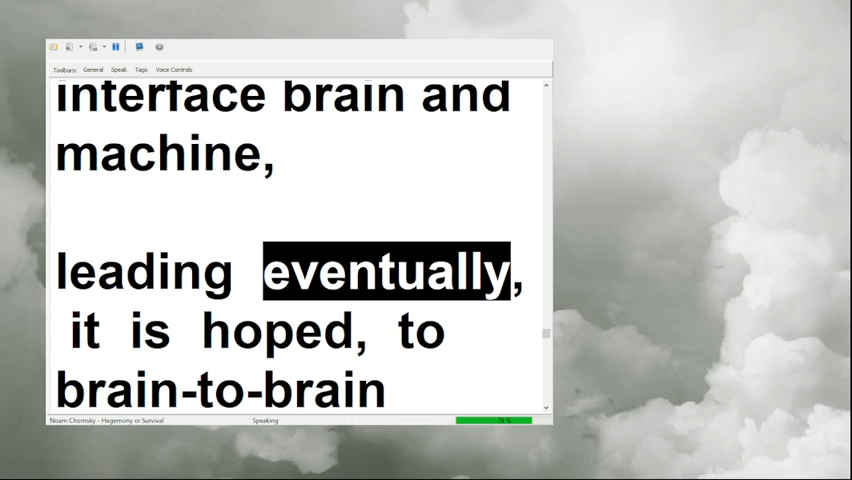 Toolbars: General Speak Tags Voice Controls
interface brain and
machine,
leading eventually,
it is hoped, to
brain-to-brain
Noam Chomsky - Hegemony or Survival Speaking 79 %